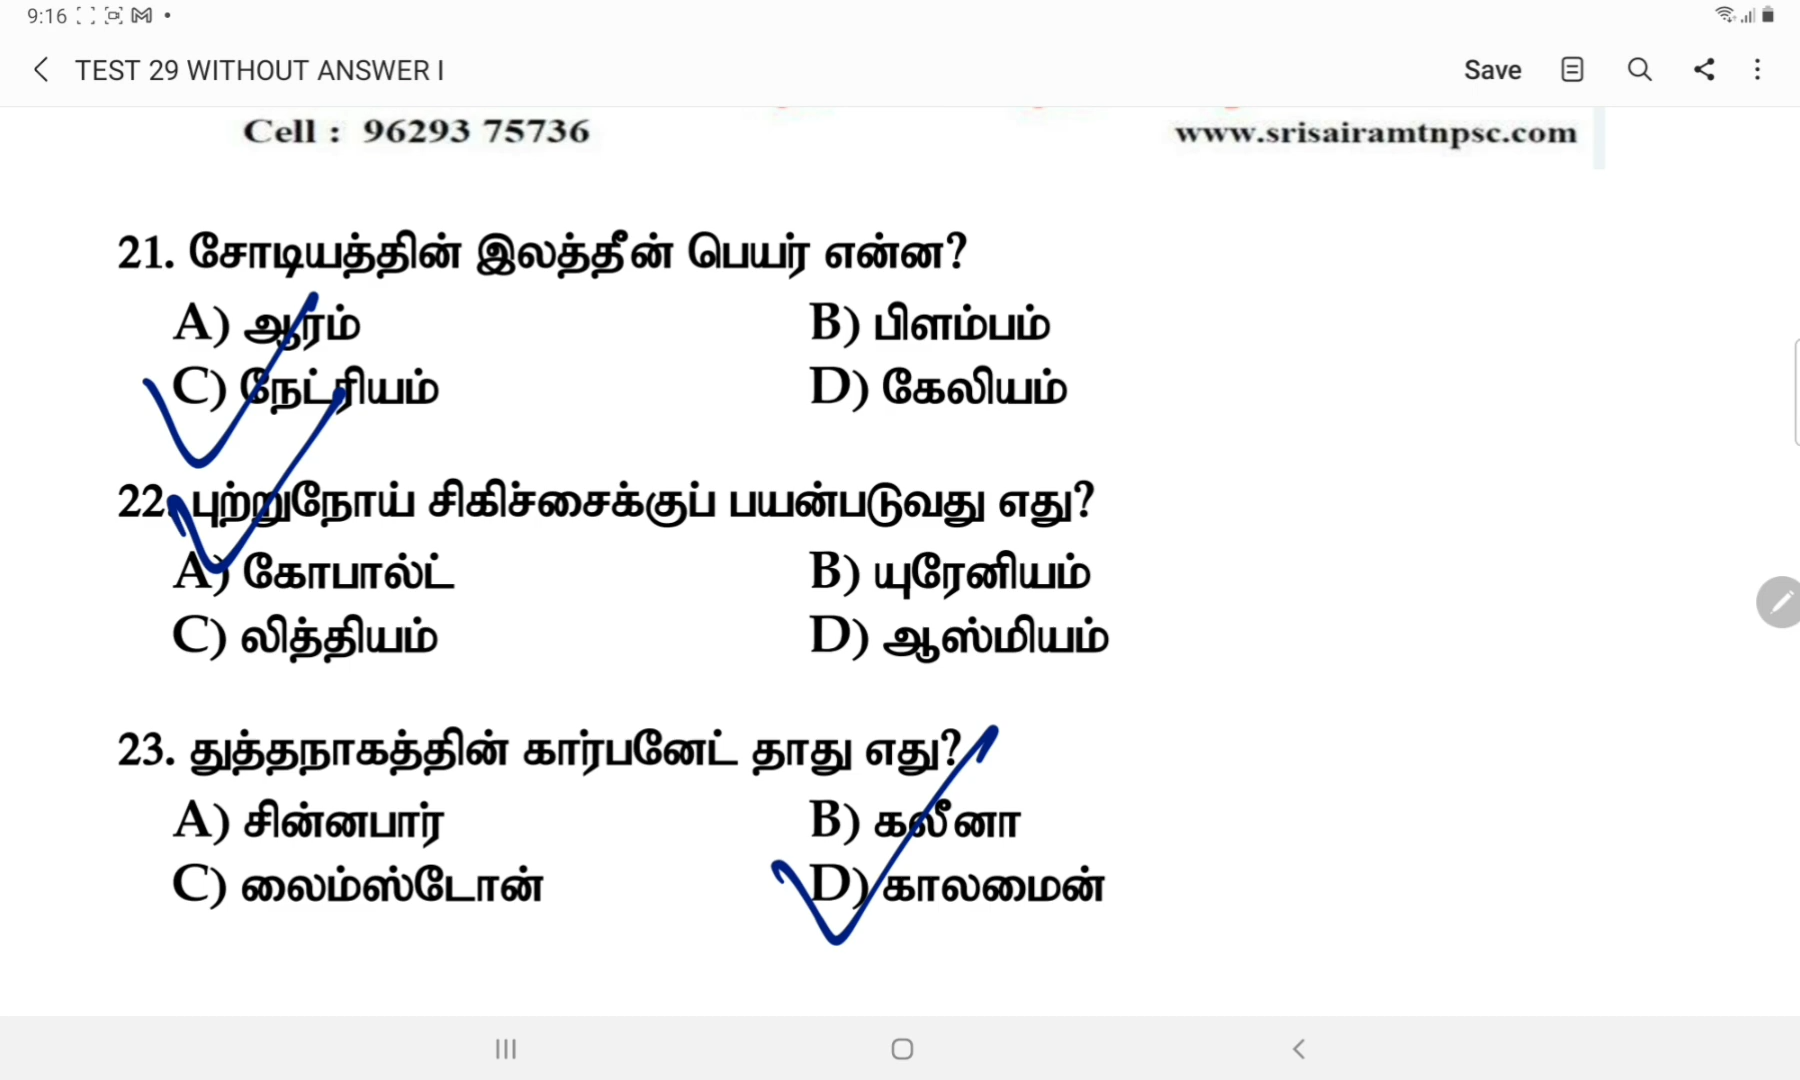 9:16
TEST 29 WITHOUT ANSWER I
Save
Cell : 96293 75736
www.srisairamtnpsc.com
21. சோடியத்தின் இலத்தீன் பெயர் என்ன?
A) ஆரம்
B) பிளம்பம்
C) நேட்ரியம்
D) கேலியம்
22. புற்றுநோய் சிகிச்சைக்குப் பயன்படுவது எது?
A) கோபால்ட்
B) யுரேனியம்
C) லித்தியம்
D) ஆஸ்மியம்
23. துத்தநாகத்தின் கார்பனேட் தாது எது?
A) சின்னபார்
B) கலீனா
C) லைம்ஸ்டோன்
D) காலமைன்